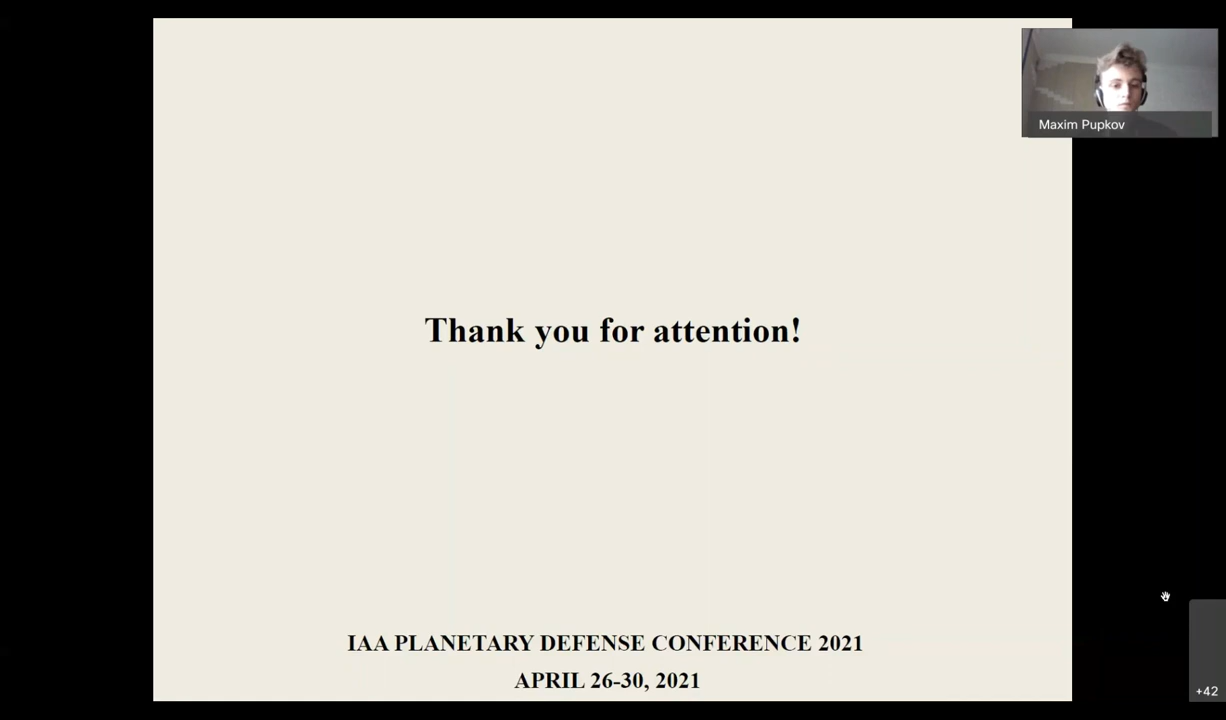 Maxim Pupkov
Thank you for attention!
IAA PLANETARY DEFENSE CONFERENCE 2021
APRIL 26-30, 2021
+42